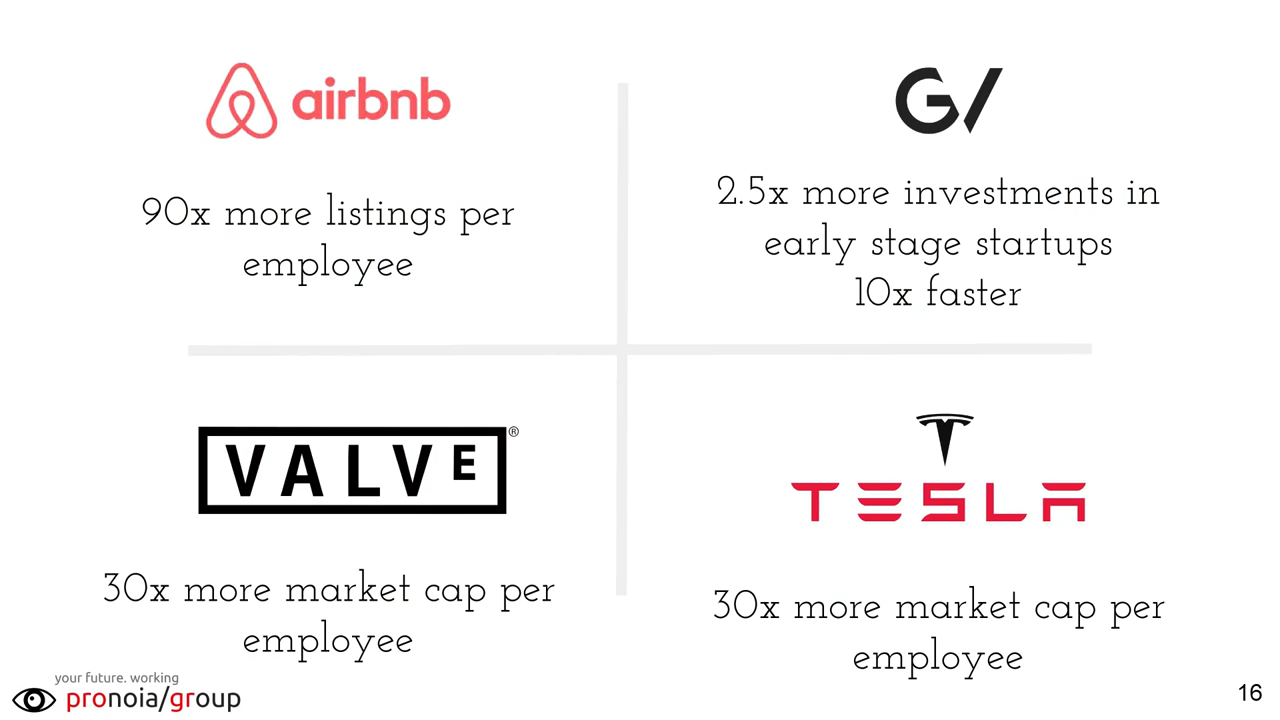 airbnb
90x more listings per
employee
GV
2.5x more investments in
early stage startups
10x faster
VALVE®
30x more market cap per
employee
TESLA
30x more market cap per
employee
your future. working
pronoia/group
16